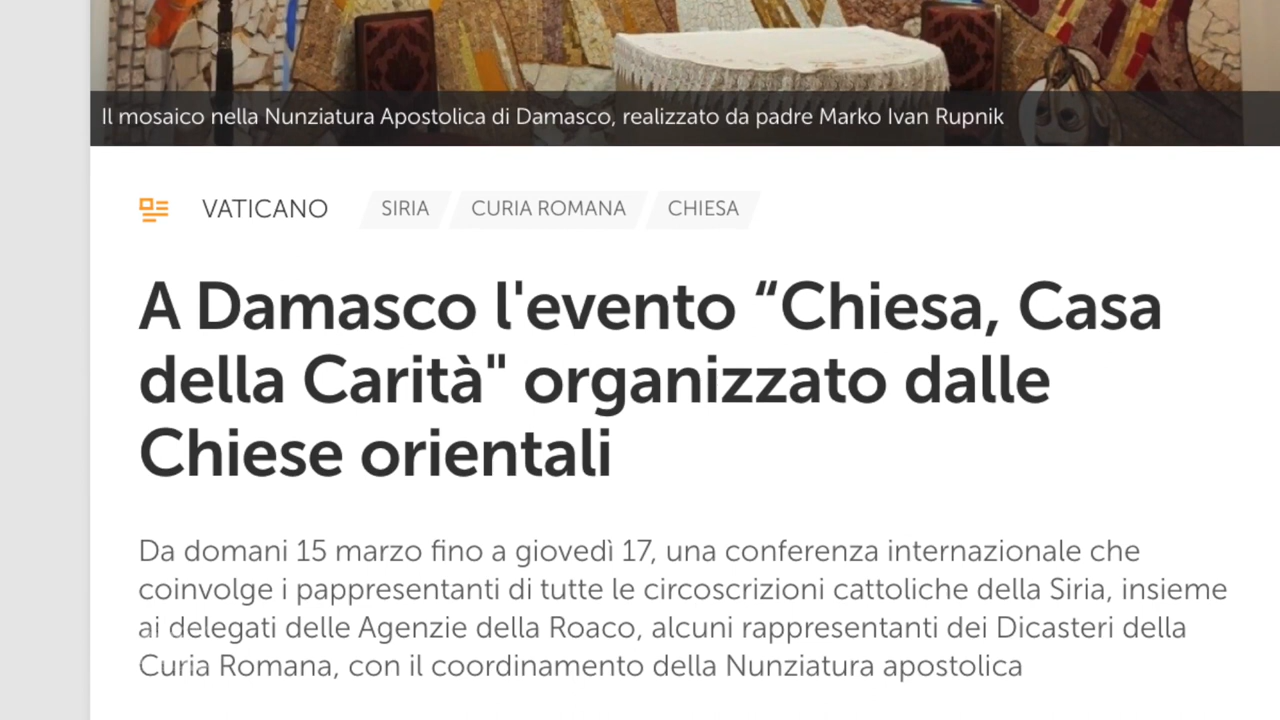 Il mosaico nella Nunziatura Apostolica di Damasco, realizzato da padre Marko Ivan Rupnik
VATICANO SIRIA CURIA ROMANA CHIESA
A Damasco l'evento “Chiesa, Casa
della Carità" organizzato dalle
Chiese orientali
Da domani 15 marzo fino a giovedì 17, una conferenza internazionale che
coinvolge i pappresentanti di tutte le circoscrizioni cattoliche della Siria, insieme
ai delegati delle Agenzie della Roaco, alcuni rappresentanti dei Dicasteri della
Curia Romana, con il coordinamento della Nunziatura apostolica